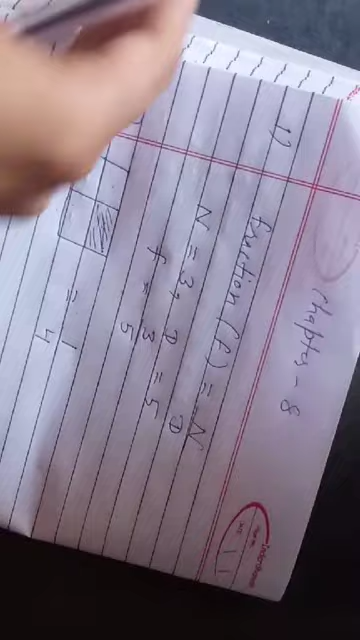 Chapter - 8
1) Fraction (f) = N/D
N = 3, D = 5
f = 3/5
= 1/4